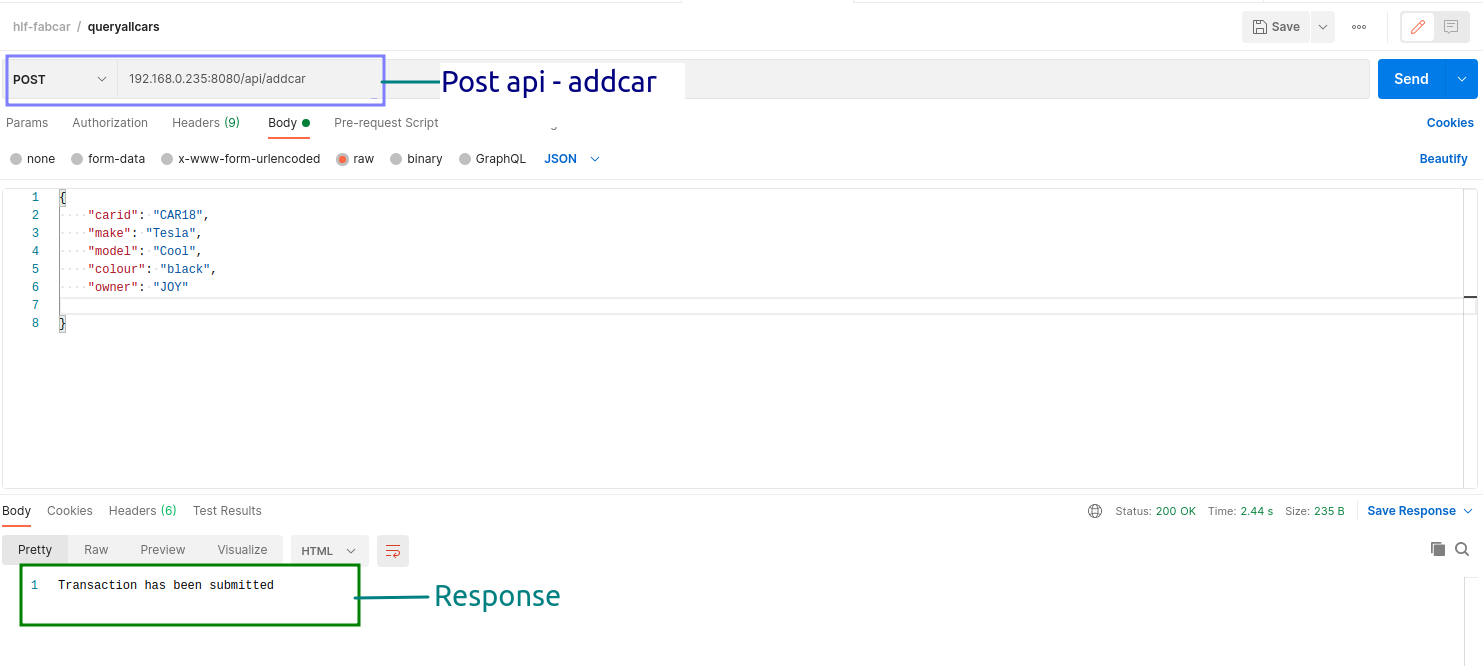 hlf-fabcar / queryallcars
Save
POST 192.168.0.235:8080/api/addcar
Post api - addcar
Send
Params Authorization Headers (9) Body Pre-request Script
Cookies
none form-data x-www-form-urlencoded raw binary GraphQL JSON
Beautify
1 {
2 "carid": "CAR18",
3 "make": "Tesla",
4 "model": "Cool",
5 "colour": "black",
6 "owner": "JOY"
7
8 }
Body Cookies Headers (6) Test Results
Status: 200 OK Time: 2.44 s Size: 235 B Save Response
Pretty Raw Preview Visualize HTML
1 Transaction has been submitted
Response